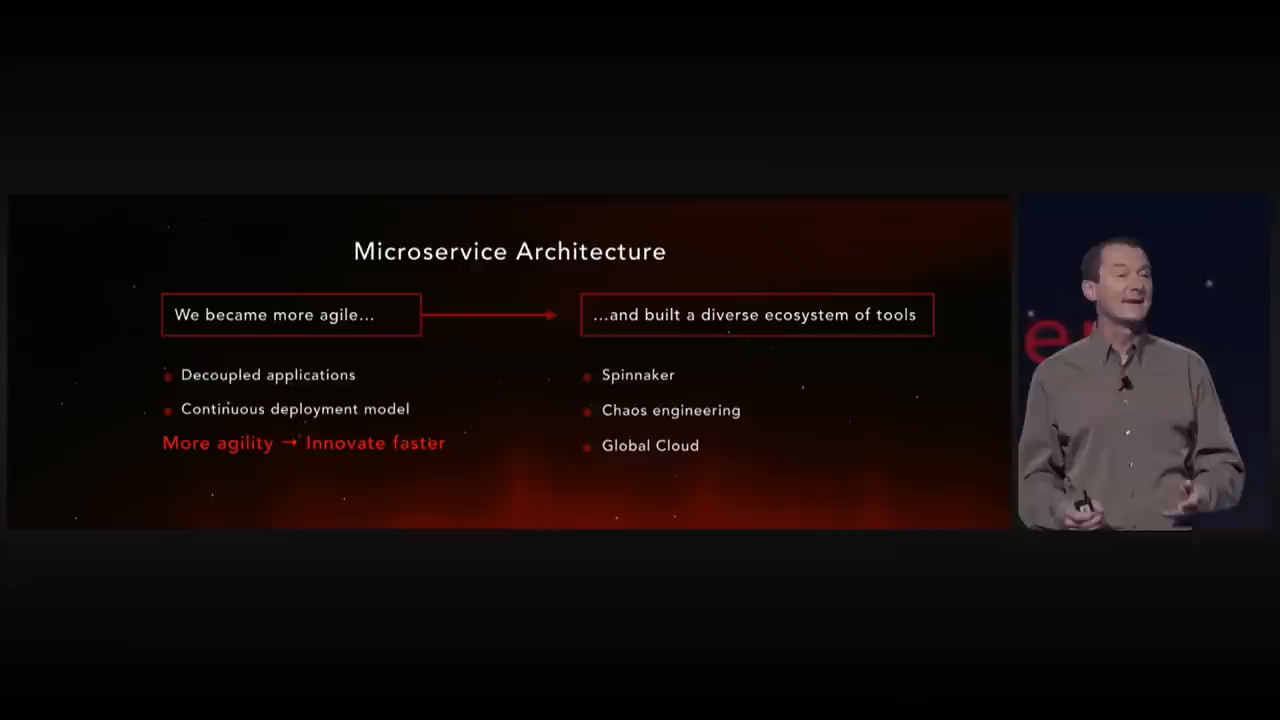 Microservice Architecture
We became more agile...
...and built a diverse ecosystem of tools
Decoupled applications
Continuous deployment model
More agility → Innovate faster
Spinnaker
Chaos engineering
Global Cloud